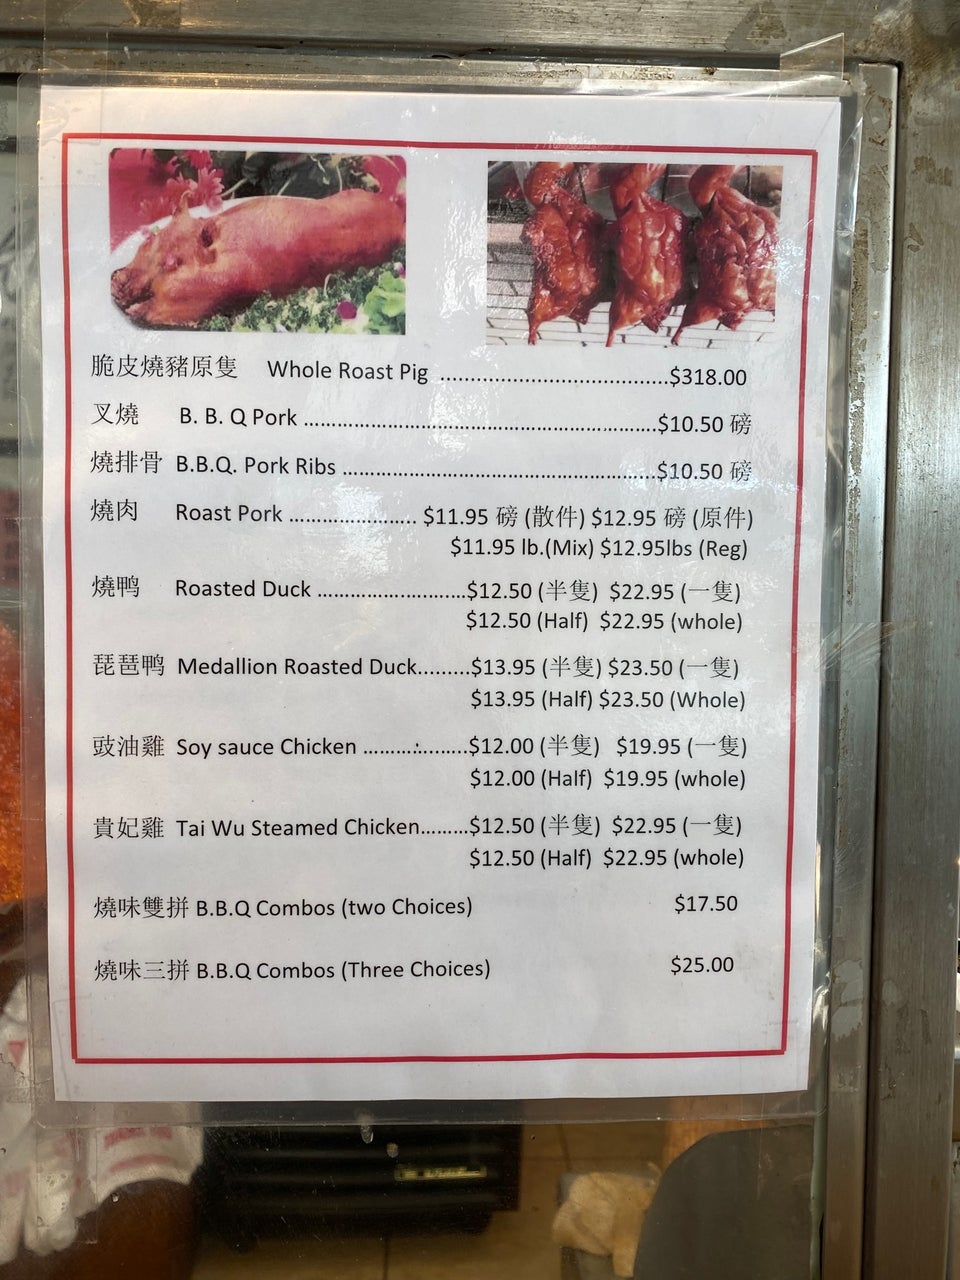 脆皮燒豬原隻 Whole Roast Pig ........................................$318.00
叉燒 B. B. Q Pork ..............................................................$10.50 磅
燒排骨 B.B.Q. Pork Ribs .......................................................$10.50 磅
燒肉 Roast Pork ....................... $11.95 磅 (散件) $12.95 磅 (原件)
$11.95 lb.(Mix) $12.95lbs (Reg)
燒鸭 Roasted Duck ..........................$12.50 (半隻) $22.95 (一隻)
$12.50 (Half) $22.95 (whole)
琵琶鸭 Medallion Roasted Duck.........$13.95 (半隻) $23.50 (一隻)
$13.95 (Half) $23.50 (Whole)
豉油雞 Soy sauce Chicken ..................$12.00 (半隻) $19.95 (一隻)
$12.00 (Half) $19.95 (whole)
貴妃雞 Tai Wu Steamed Chicken.........$12.50 (半隻) $22.95 (一隻)
$12.50 (Half) $22.95 (whole)
燒味雙拼 B.B.Q Combos (two Choices) $17.50
燒味三拼 B.B.Q Combos (Three Choices) $25.00